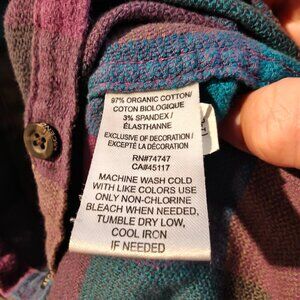 97% ORGANIC COTTON/
COTON BIOLOGIQUE
3% SPANDEX/
ÉLASTHANNE
EXCLUSIVE OF DECORATION/
EXCEPTÉ LA DÉCORATION
RN#74747
CA#45117
MACHINE WASH COLD
WITH LIKE COLORS USE
ONLY NON-CHLORINE
BLEACH WHEN NEEDED,
TUMBLE DRY LOW,
COOL IRON
IF NEEDED